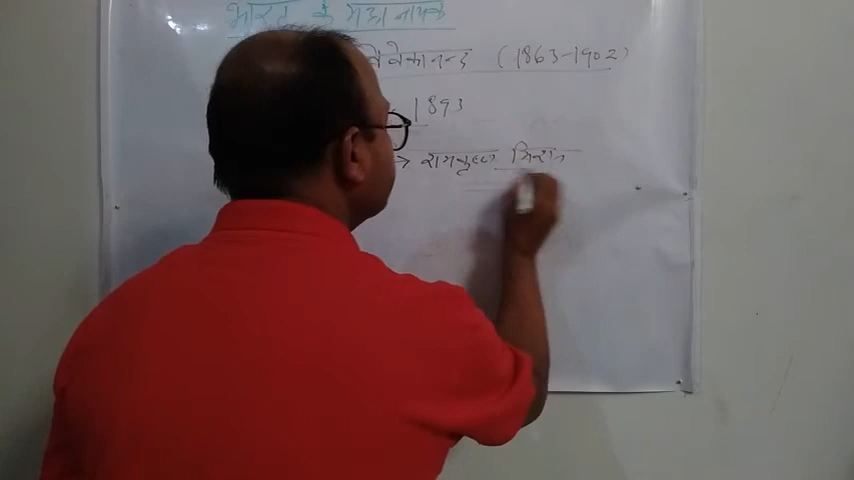 भारत के महानायक
विवेकानन्द (1863-1902)
1893
→ रामकृष्ण मिशन